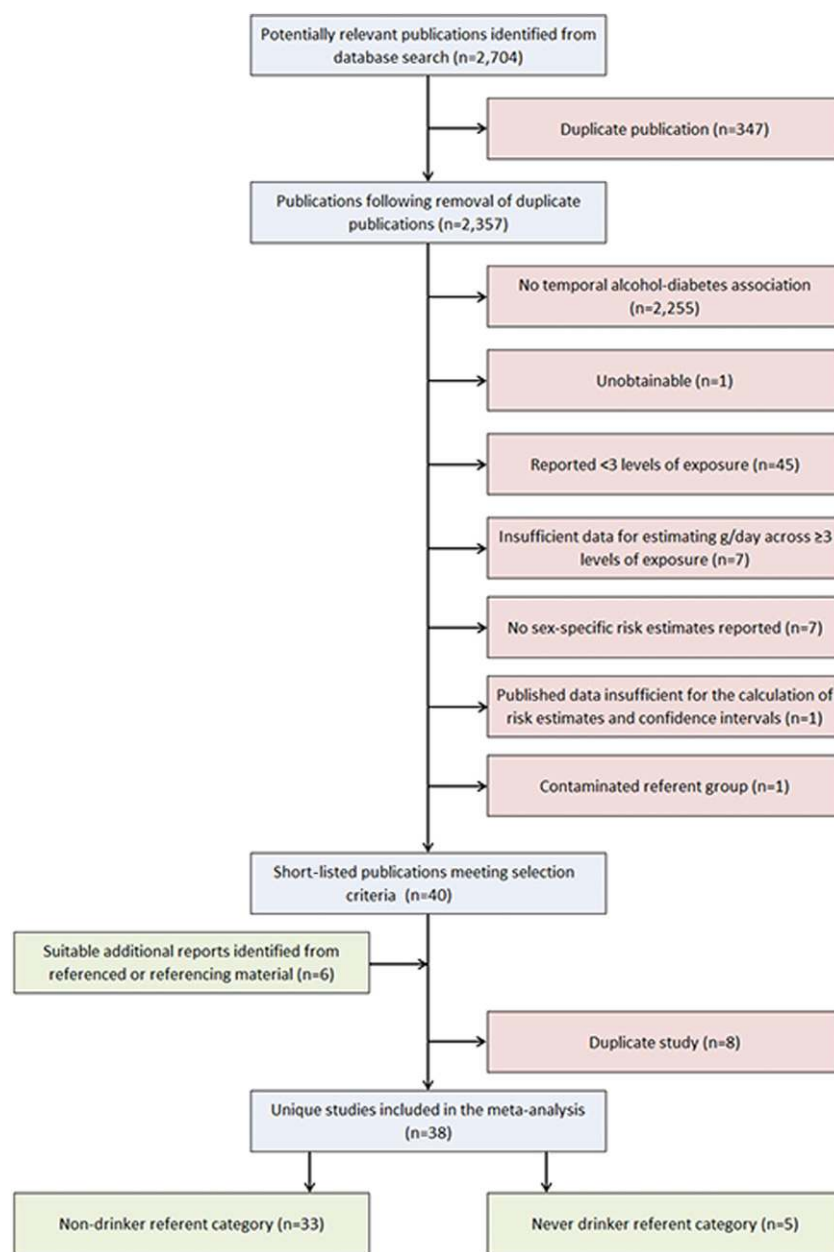 Potentially relevant publications identified from
database search (n=2,704)
Duplicate publication (n=347)
Publications following removal of duplicate
publications (n=2,357)
No temporal alcohol-diabetes association
(n=2,255)
Unobtainable (n=1)
Reported <3 levels of exposure (n=45)
Insufficient data for estimating g/day across ≥3
levels of exposure (n=7)
No sex-specific risk estimates reported (n=7)
Published data insufficient for the calculation of
risk estimates and confidence intervals (n=1)
Contaminated referent group (n=1)
Short-listed publications meeting selection
criteria (n=40)
Suitable additional reports identified from
referenced or referencing material (n=6)
Duplicate study (n=8)
Unique studies included in the meta-analysis
(n=38)
Non-drinker referent category (n=33)
Never drinker referent category (n=5)